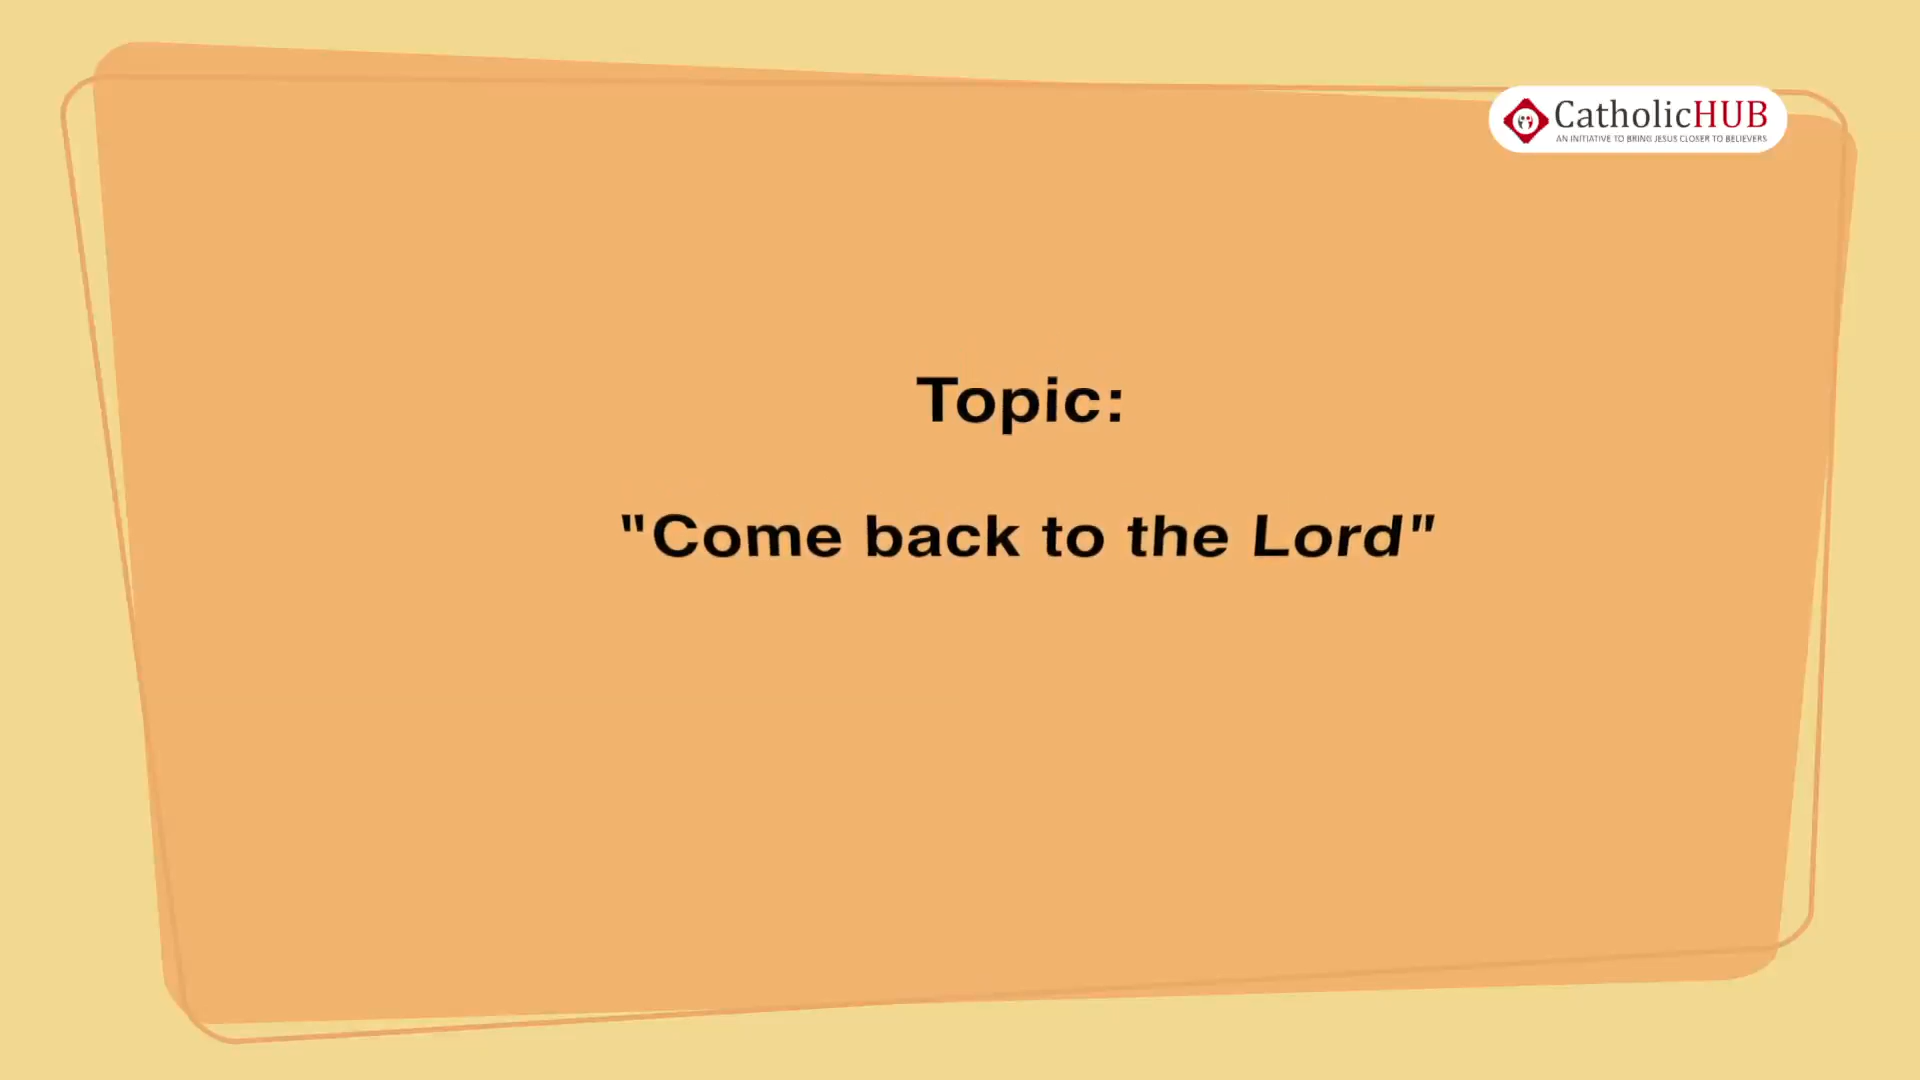 CatholicHUB
AN INITIATIVE TO BRING JESUS CLOSER TO BELIEVERS
Topic:
"Come back to the Lord"